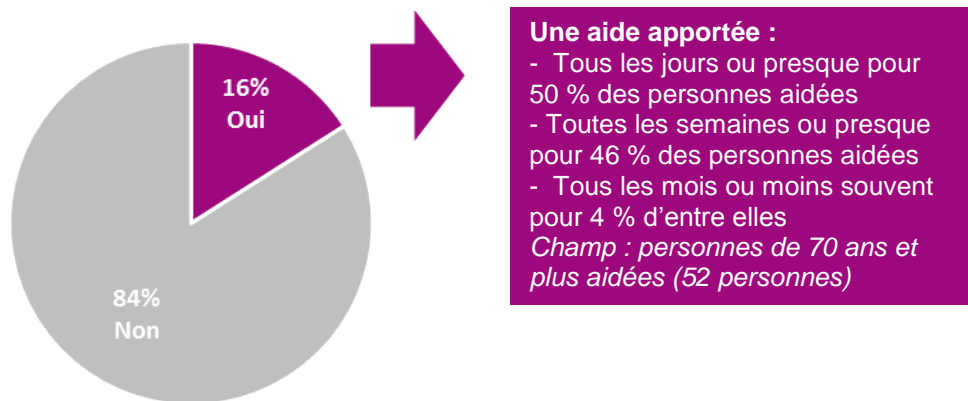 16%
Oui
84%
Non
Une aide apportée :
- Tous les jours ou presque pour
50 % des personnes aidées
- Toutes les semaines ou presque
pour 46 % des personnes aidées
- Tous les mois ou moins souvent
pour 4 % d’entre elles
Champ : personnes de 70 ans et
plus aidées (52 personnes)